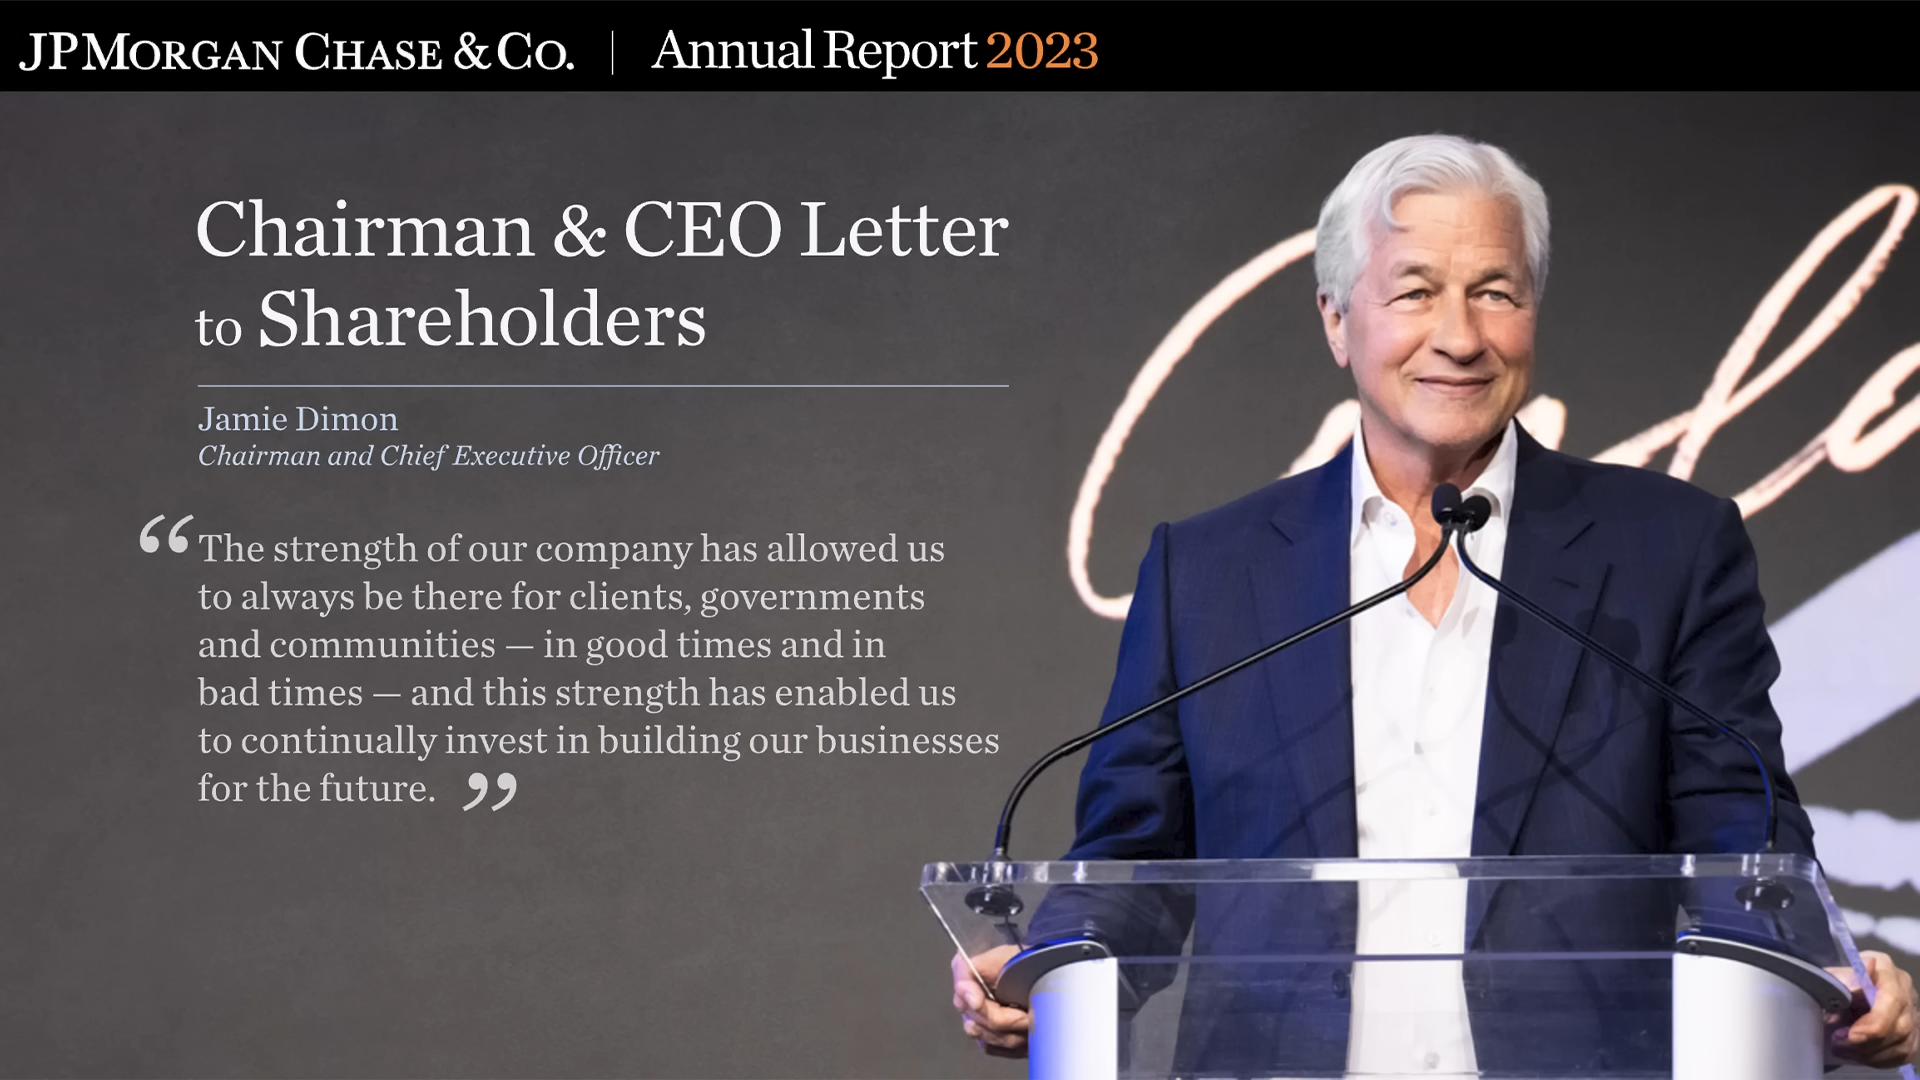 JPMORGAN CHASE & CO. | Annual Report 2023
Chairman & CEO Letter
to Shareholders
Jamie Dimon
Chairman and Chief Executive Officer
“The strength of our company has allowed us
to always be there for clients, governments
and communities — in good times and in
bad times — and this strength has enabled us
to continually invest in building our businesses
for the future.”